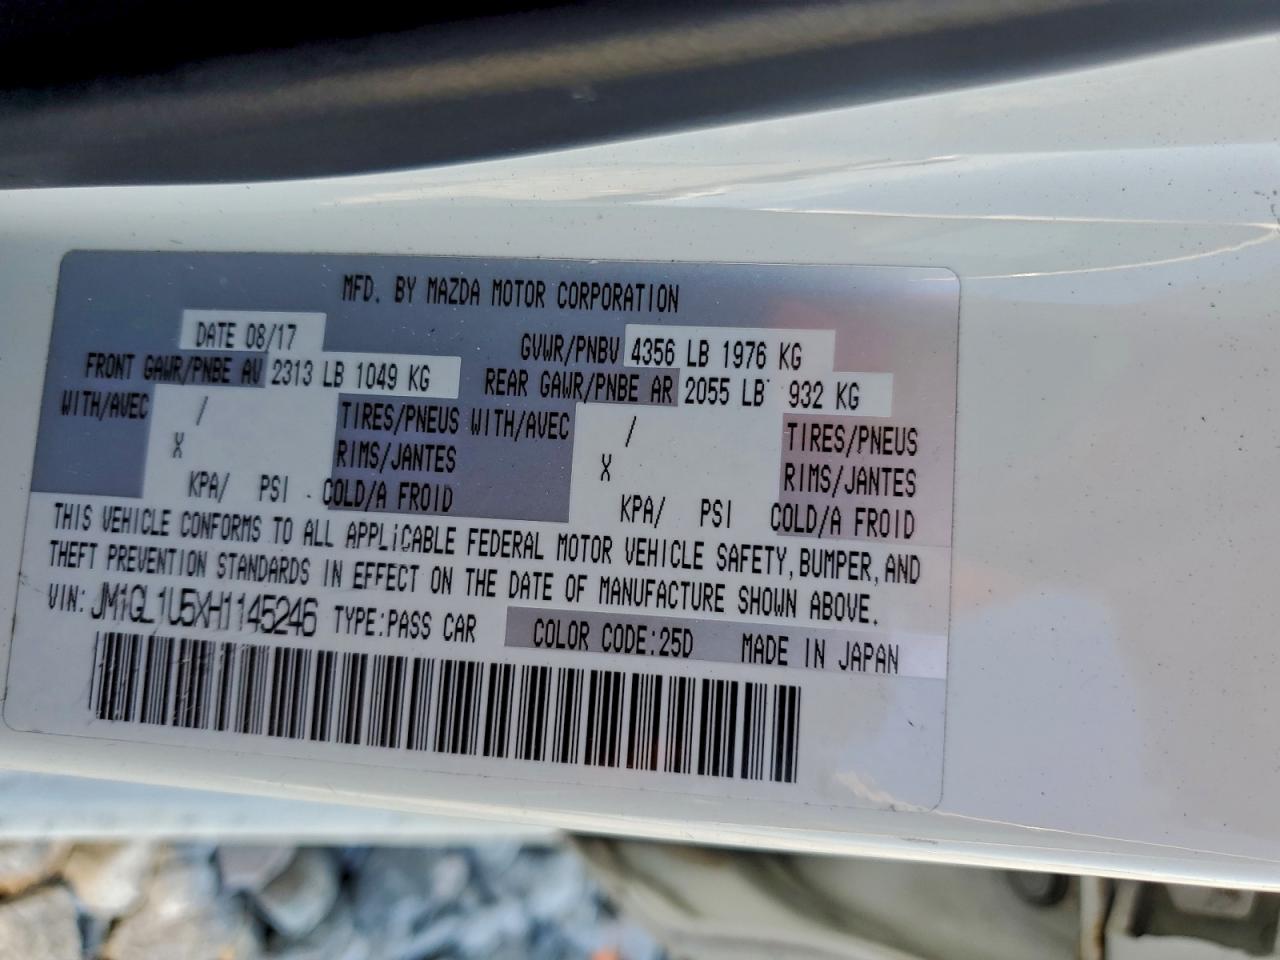 MFD. BY MAZDA MOTOR CORPORATION
DATE 08/17 GVWR/PNBV 4356 LB 1976 KG
FRONT GAWR/PNBE AV 2313 LB 1049 KG REAR GAWR/PNBE AR 2055 LB 932 KG
WITH/AVEC / TIRES/PNEUS WITH/AVEC / TIRES/PNEUS
X RIMS/JANTES X RIMS/JANTES
KPA/ PSI COLD/A FROID KPA/ PSI COLD/A FROID
THIS VEHICLE CONFORMS TO ALL APPLiCABLE FEDERAL MOTOR VEHICLE SAFETY, BUMPER, AND
THEFT PREVENTION STANDARDS IN EFFECT ON THE DATE OF MANUFACTURE SHOWN ABOVE.
VIN: JM1GL1U5XH1145246 TYPE:PASS CAR COLOR CODE:25D MADE IN JAPAN